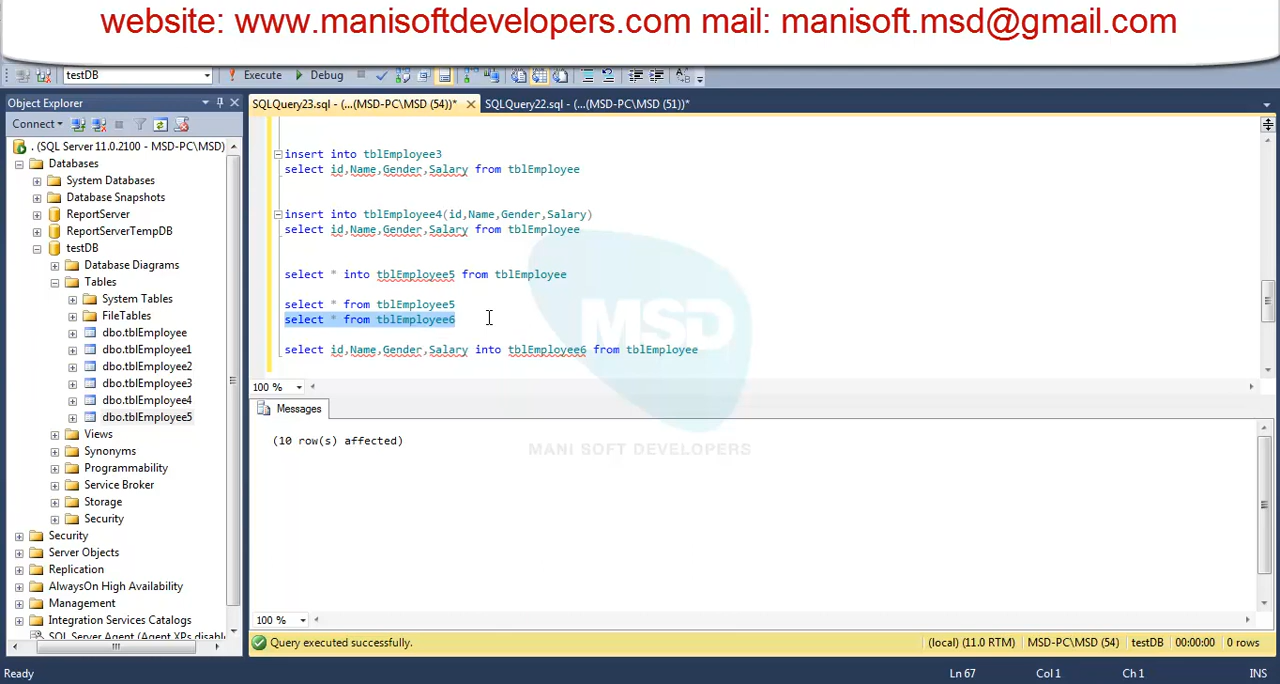 website: www.manisoftdevelopers.com mail: manisoft.msd@gmail.com
testDB
Execute
Debug
Object Explorer
SQLQuery23.sql - (...(MSD-PC\MSD (54))*
SQLQuery22.sql - (...(MSD-PC\MSD (51))*
Connect
. (SQL Server 11.0.2100 - MSD-PC\MSD)
Databases
System Databases
Database Snapshots
ReportServer
ReportServerTempDB
testDB
Database Diagrams
Tables
System Tables
FileTables
dbo.tblEmployee
dbo.tblEmployee1
dbo.tblEmployee2
dbo.tblEmployee3
dbo.tblEmployee4
dbo.tblEmployee5
Views
Synonyms
Programmability
Service Broker
Storage
Security
Security
Server Objects
Replication
AlwaysOn High Availability
Management
Integration Services Catalogs
SQL Server Agent (Agent XPs disabl
insert into tblEmployee3
select id,Name,Gender,Salary from tblEmployee
insert into tblEmployee4(id,Name,Gender,Salary)
select id,Name,Gender,Salary from tblEmployee
select * into tblEmployee5 from tblEmployee
select * from tblEmployee5
select * from tblEmployee6
select id,Name,Gender,Salary into tblEmployee6 from tblEmployee
MSD
MANI SOFT DEVELOPERS
100 %
Messages
(10 row(s) affected)
100 %
Query executed successfully.
(local) (11.0 RTM)
MSD-PC\MSD (54)
testDB
00:00:00
0 rows
Ready
Ln 67
Col 1
Ch 1
INS